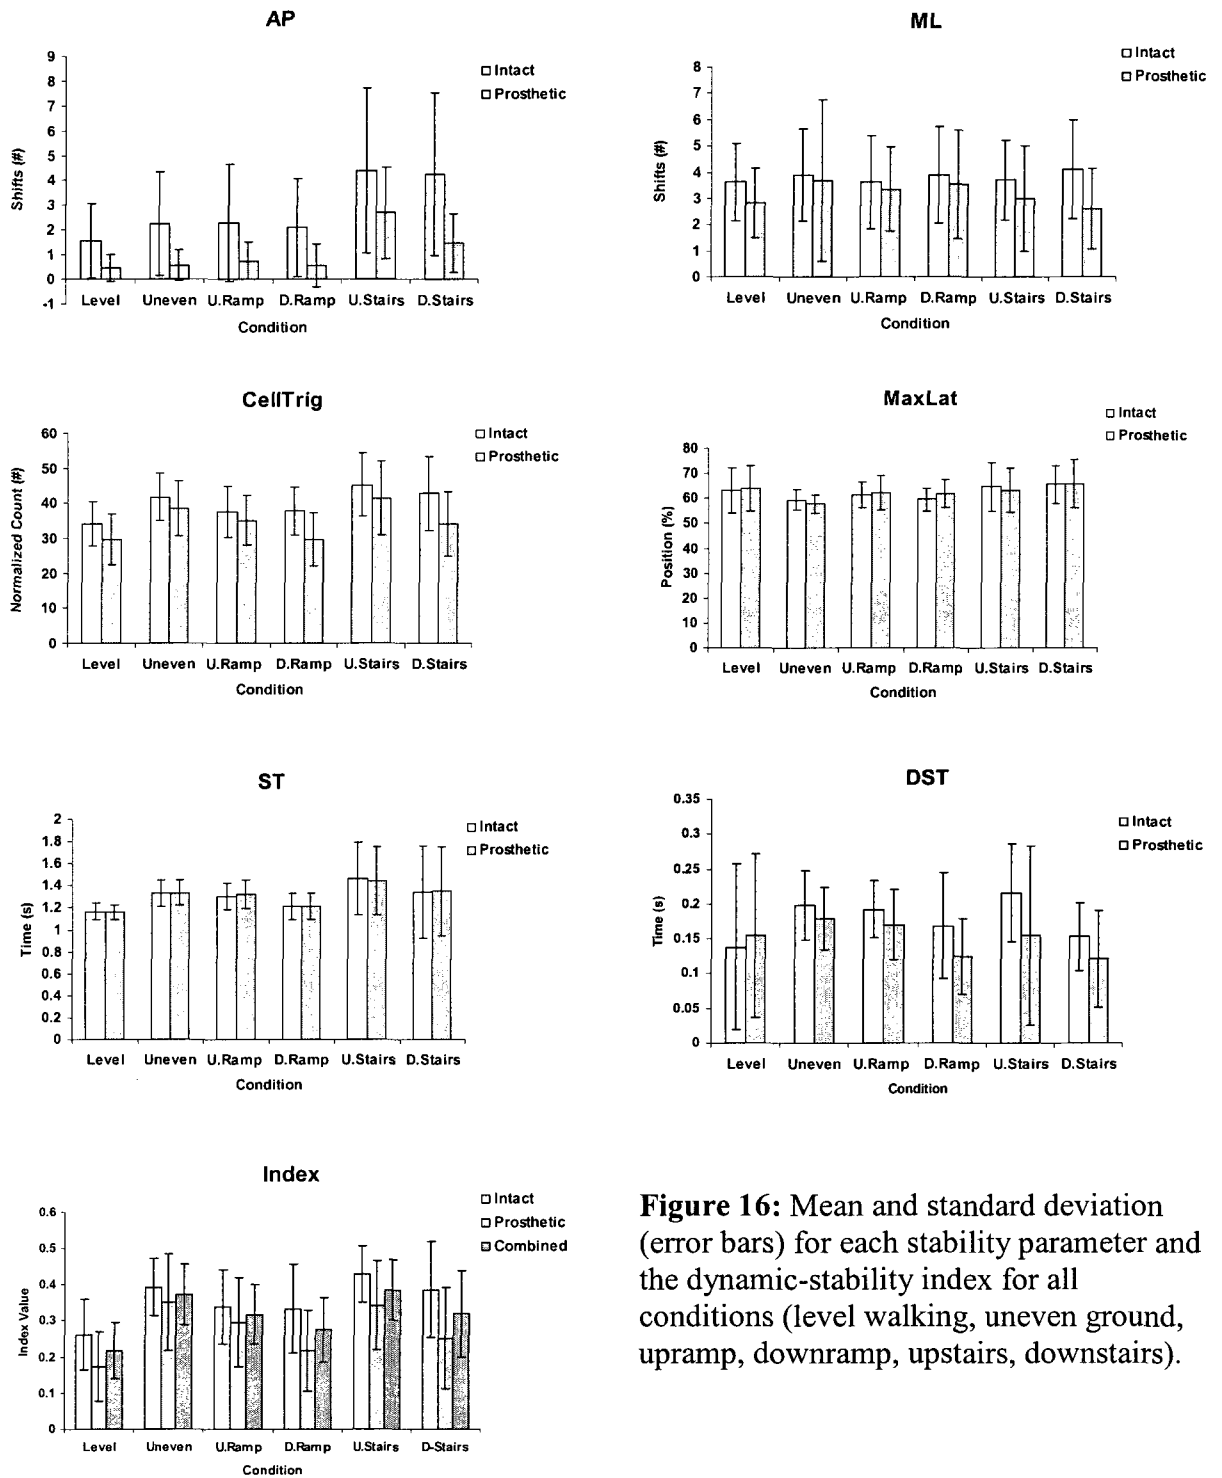 AP
9
8
7
6
5
4
3
2
1
0
-1
Shifts (#)
Level Uneven U.Ramp D.Ramp U.Stairs D.Stairs
Condition
Intact
Prosthetic
ML
8
7
6
5
4
3
2
1
0
Shifts (#)
Level Uneven U.Ramp D.Ramp U.Stairs D.Stairs
Condition
Intact
Prosthetic
CellTrig
60
50
40
30
20
10
0
Normalized Count (#)
Level Uneven U.Ramp D.Ramp U.Stairs D.Stairs
Condition
Intact
Prosthetic
MaxLat
80
70
60
50
40
30
20
10
0
Position (%)
Level Uneven U.Ramp D.Ramp U.Stairs D.Stairs
Condition
Intact
Prosthetic
ST
2
1.8
1.6
1.4
1.2
1
0.8
0.6
0.4
0.2
0
Time (s)
Level Uneven U.Ramp D.Ramp U.Stairs D.Stairs
Condition
Intact
Prosthetic
DST
0.35
0.3
0.25
0.2
0.15
0.1
0.05
0
Time (s)
Level Uneven U.Ramp D.Ramp U.Stairs D.Stairs
Condition
Intact
Prosthetic
Index
0.6
0.5
0.4
0.3
0.2
0.1
0
Index Value
Level Uneven U.Ramp D.Ramp U.Stairs D-Stairs
Condition
Intact
Prosthetic
Combined
Figure 16: Mean and standard deviation
(error bars) for each stability parameter and
the dynamic-stability index for all
conditions (level walking, uneven ground,
upramp, downramp, upstairs, downstairs).